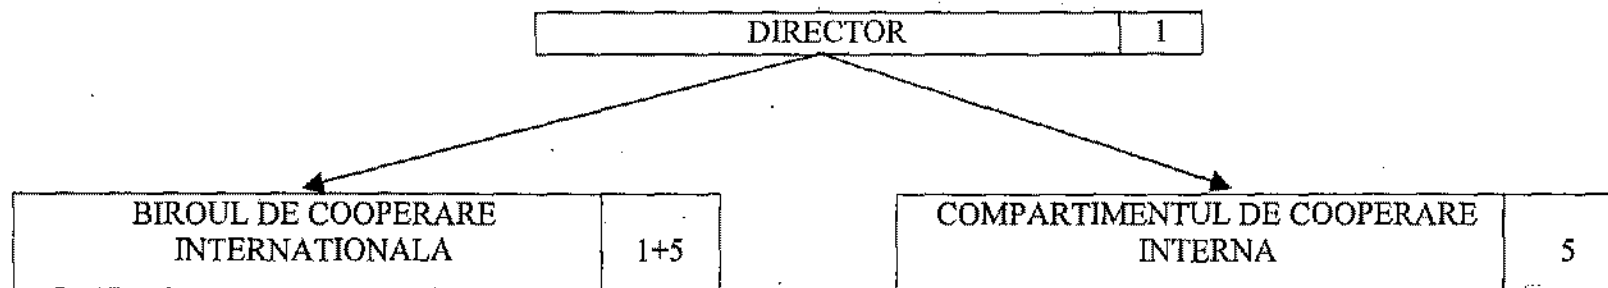 DIRECTOR 1
BIROUL DE COOPERARE
INTERNATIONALA 1+5
COMPARTIMENTUL DE COOPERARE
INTERNA 5